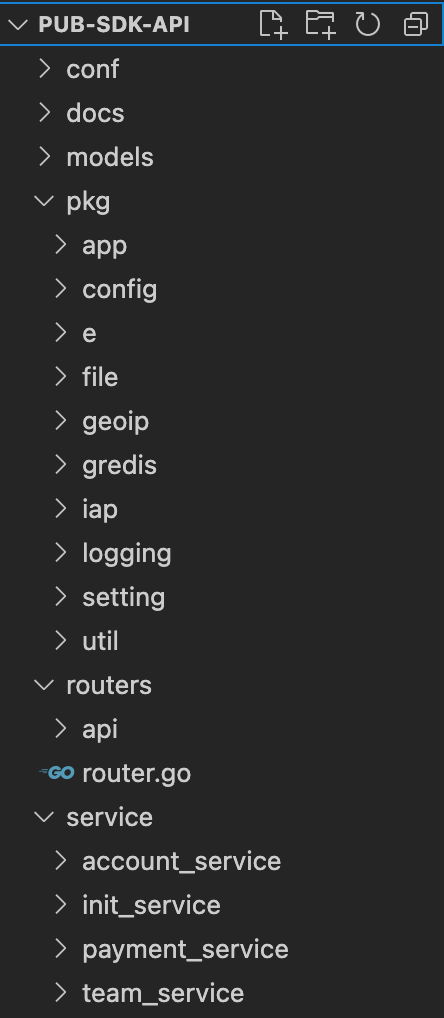 PUB-SDK-API
conf
docs
models
pkg
app
config
e
file
geoip
gredis
iap
logging
setting
util
routers
api
GO router.go
service
account_service
init_service
payment_service
team_service